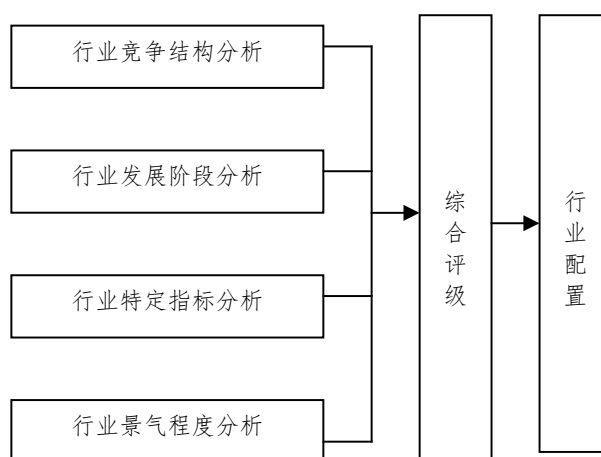 行业竞争结构分析
行业发展阶段分析
行业特定指标分析
行业景气程度分析
综合评级
行业配置